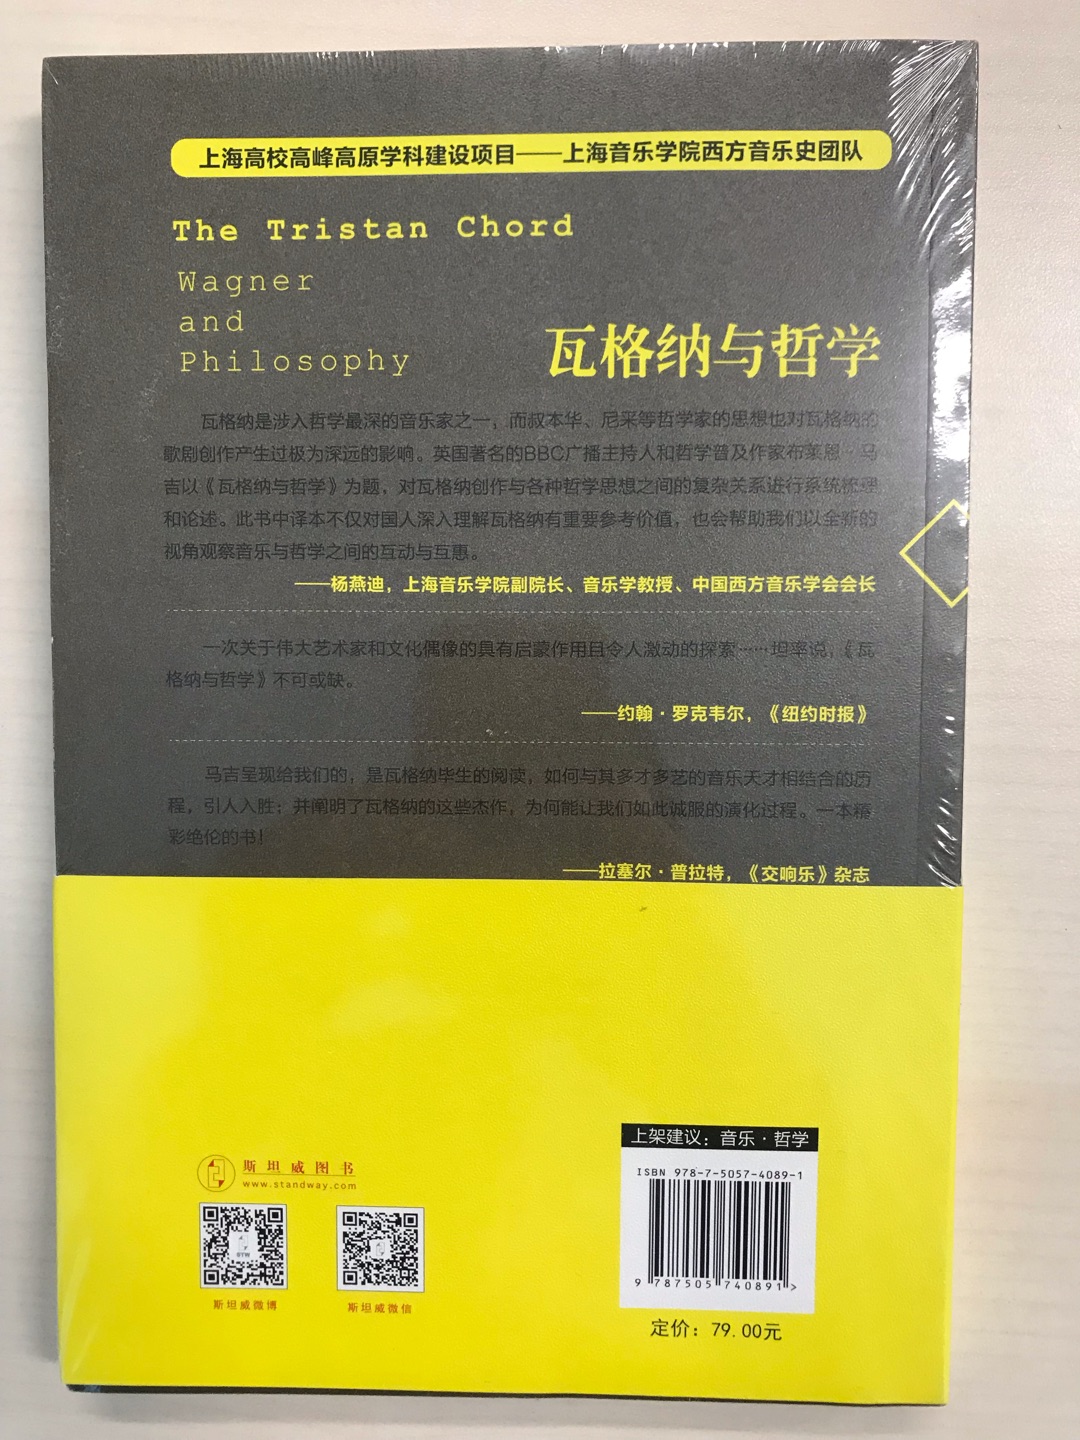 上海高校高峰高原学科建设项目——上海音乐学院西方音乐史团队
The Tristan Chord
Wagner
and
Philosophy
瓦格纳与哲学
瓦格纳是涉入哲学最深的音乐家之一，而叔本华、尼采等哲学家的思想也对瓦格纳的
歌剧创作产生过极为深远的影响。英国著名的BBC广播主持人和哲学普及作家布莱恩·马
吉以《瓦格纳与哲学》为题，对瓦格纳创作与各种哲学思想之间的复杂关系进行系统梳理
和论述。此书中译本不仅对国人深入理解瓦格纳有重要参考价值，也会帮助我们以全新的
视角观察音乐与哲学之间的互动与互惠。
——杨燕迪，上海音乐学院副院长、音乐学教授、中国西方音乐学会会长
一次关于伟大艺术家和文化偶像的具有启蒙作用且令人激动的探索……坦率说，《瓦
格纳与哲学》不可或缺。
——约翰·罗克韦尔，《纽约时报》
马吉呈现给我们的，是瓦格纳毕生的阅读，如何与其多才多艺的音乐天才相结合的历
程，引人入胜；并阐明了瓦格纳的这些杰作，为何能让我们如此诚服的演化过程。一本精
彩绝伦的书！
——拉塞尔·普拉特，《交响乐》杂志
斯坦威图书
www.standway.com
STW
斯坦威微博
斯坦威微信
上架建议：音乐·哲学
ISBN 978-7-5057-4089-1
9 787505 740891 >
定价：79.00元